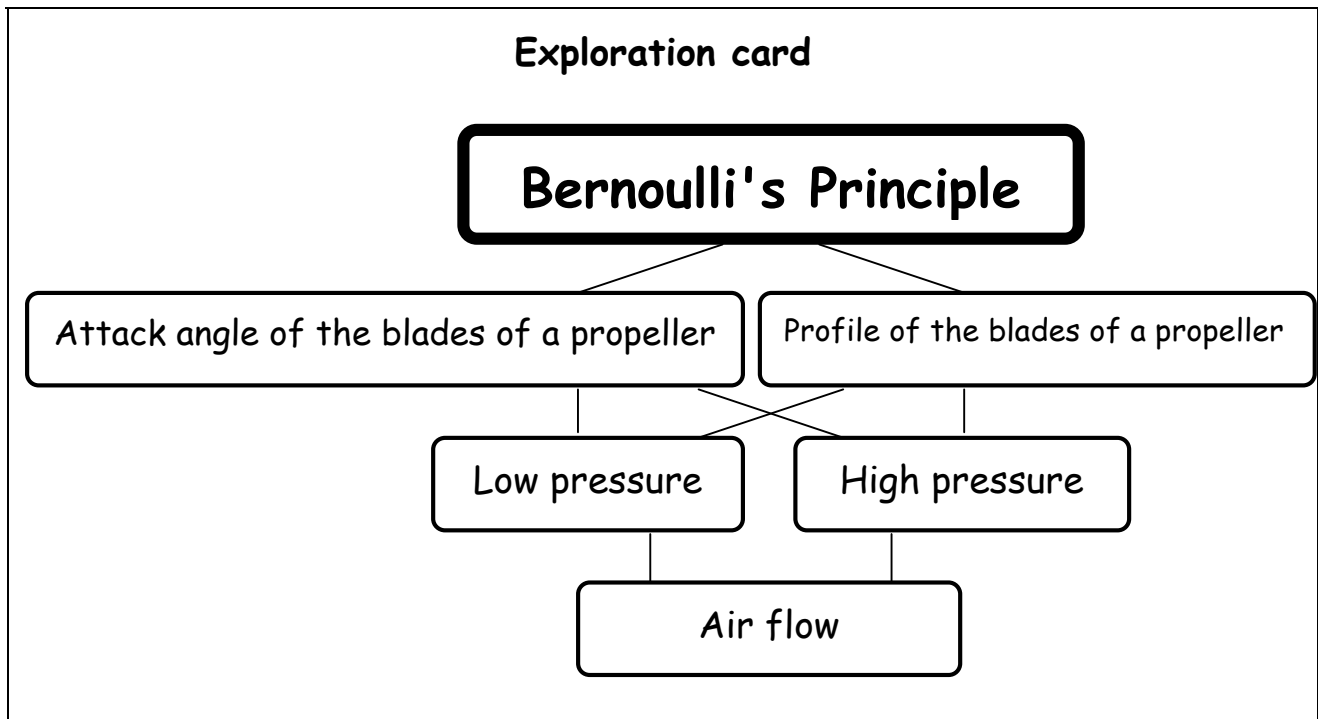 Exploration card
Bernoulli's Principle
Attack angle of the blades of a propeller
Profile of the blades of a propeller
Low pressure
High pressure
Air flow